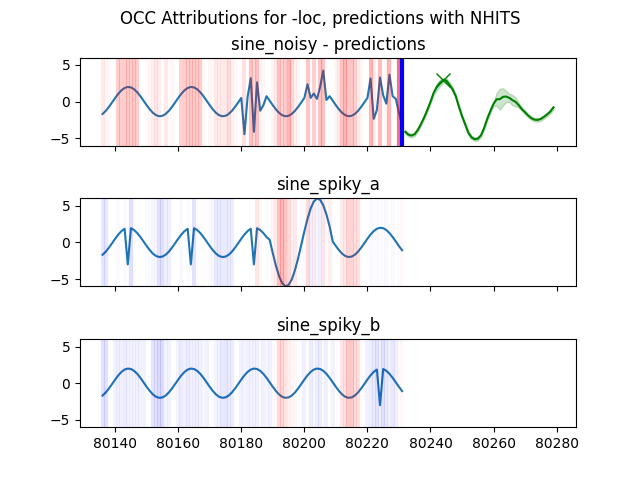 OCC Attributions for -loc, predictions with NHITS
sine_noisy - predictions
5
0
−5
sine_spiky_a
5
0
−5
sine_spiky_b
5
0
−5
80140 80160 80180 80200 80220 80240 80260 80280